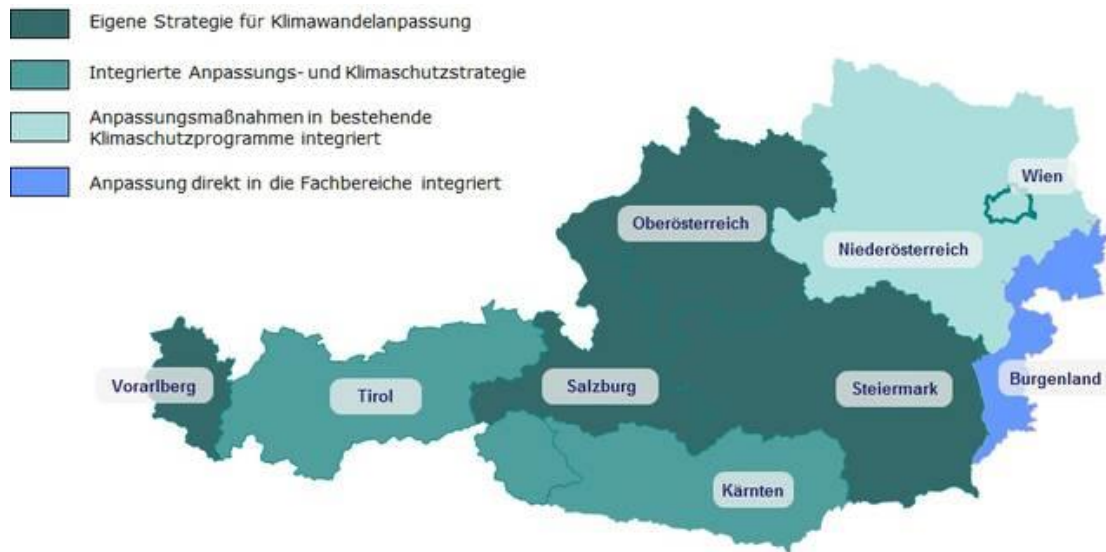 Eigene Strategie für Klimawandelanpassung
Integrierte Anpassungs- und Klimaschutzstrategie
Anpassungsmaßnahmen in bestehende
Klimaschutzprogramme integriert
Anpassung direkt in die Fachbereiche integriert
Wien
Oberösterreich
Niederösterreich
Vorarlberg
Tirol
Salzburg
Steiermark
Burgenland
Kärnten